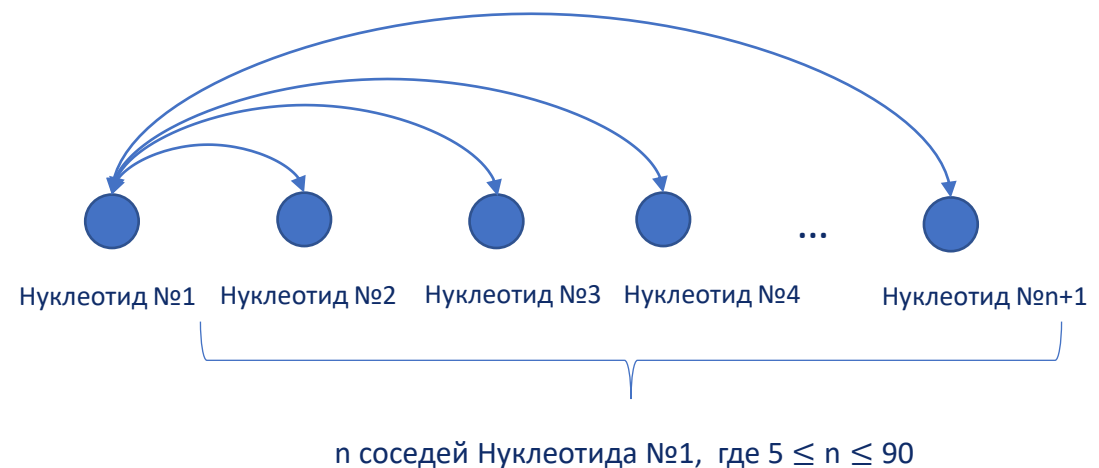 ...
Нуклеотид №1 Нуклеотид №2 Нуклеотид №3 Нуклеотид №4 Нуклеотид №n+1
n соседей Нуклеотида №1, где 5 ≤ n ≤ 90